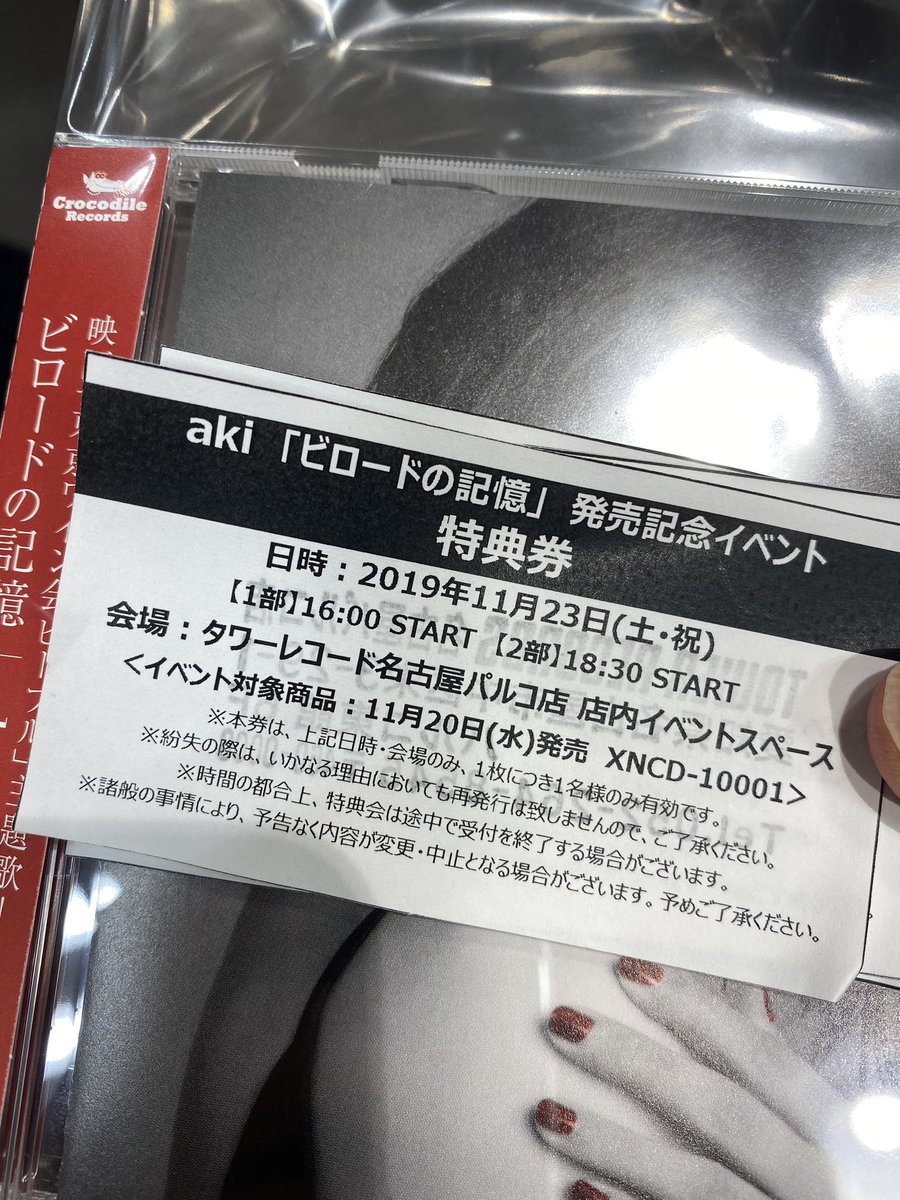 Crocodile
Records
ビロードの記憶
主題歌
aki 「ビロードの記憶」 発売記念イベント
特典券
日時:2019年11月23日(土・祝)
【1部】16:00 START 【2部】18:30 START
会場:タワーレコード名古屋パルコ店 店内イベントスペース
<イベント対象商品:11月20日(水)発売 XNCD-10001>
※本券は、上記日時・会場のみ、1枚につき1名様のみ有効です。
※紛失の際は、いかなる理由においても再発行は致しませんので、ご了承ください。
※時間の都合上、特典会は途中で受付を終了する場合がございます。
※諸般の事情により、予告なく内容が変更・中止となる場合がございます。予めご了承ください。